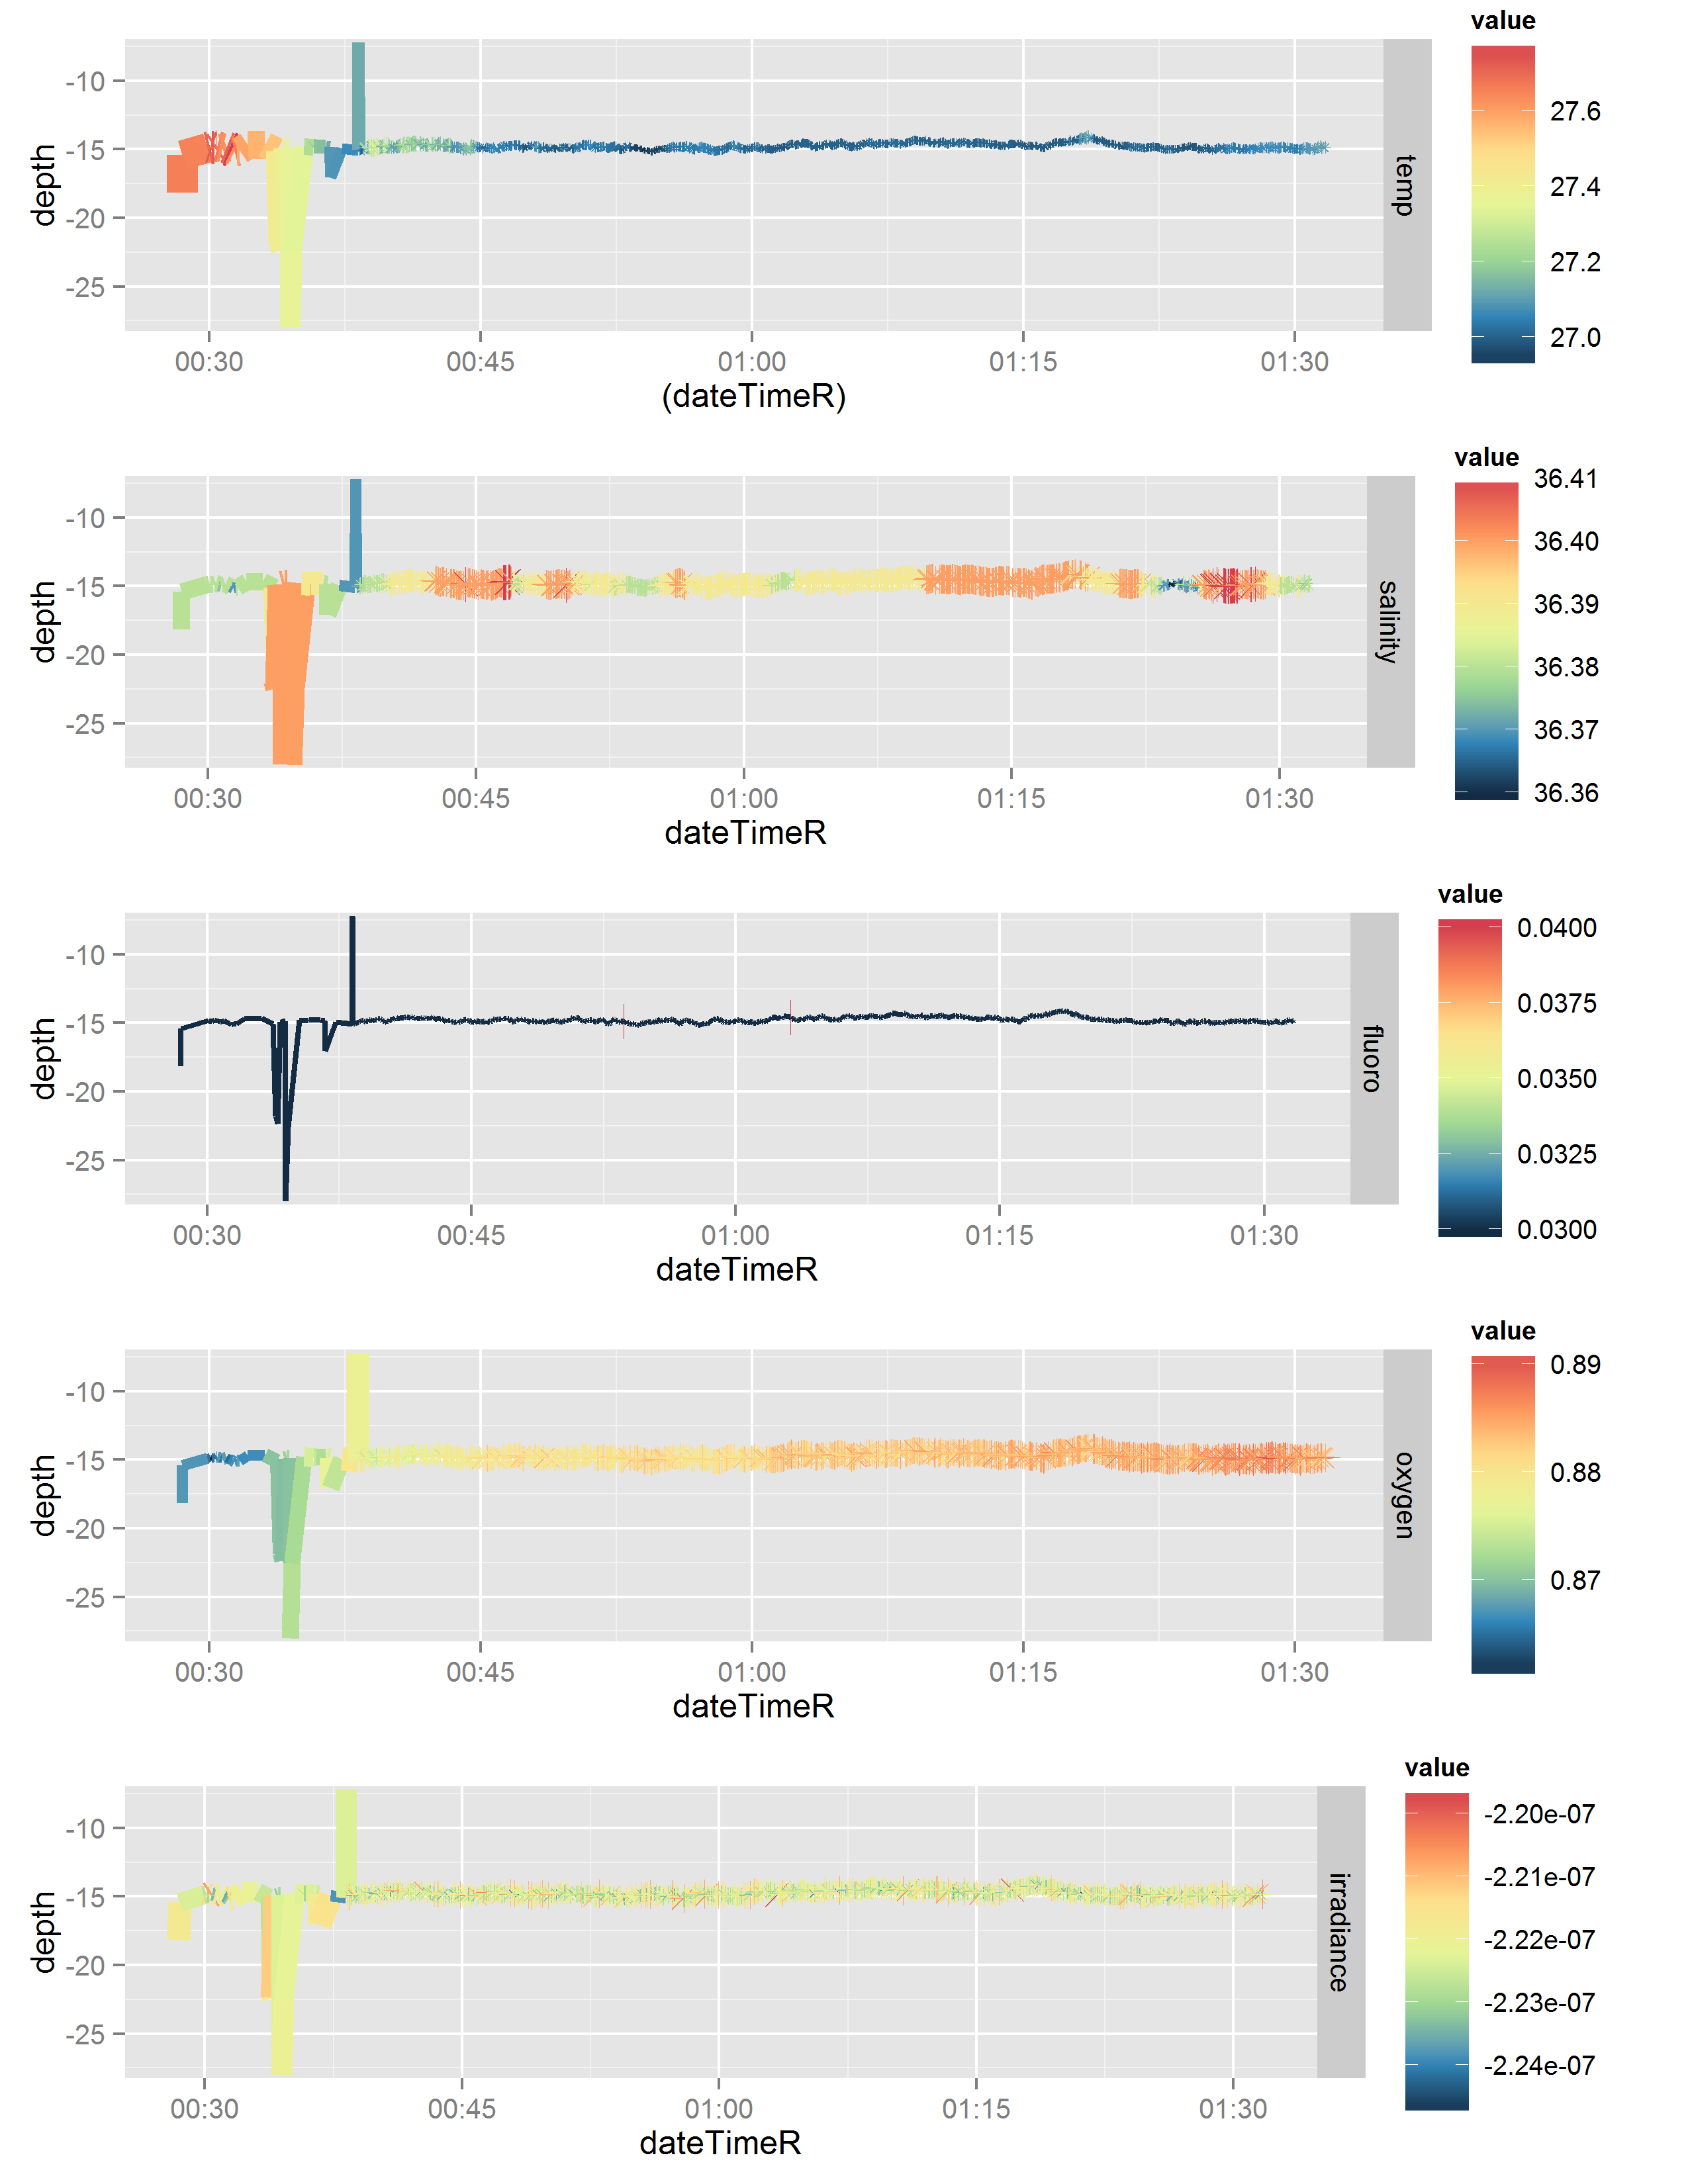 value
-10
-15
-20
-25
depth
temp
27.6
27.4
27.2
27.0
00:30 00:45 01:00 01:15 01:30
(dateTimeR)
value
-10
-15
-20
-25
depth
salinity
36.41
36.40
36.39
36.38
36.37
36.36
00:30 00:45 01:00 01:15 01:30
dateTimeR
value
-10
-15
-20
-25
depth
fluoro
0.0400
0.0375
0.0350
0.0325
0.0300
00:30 00:45 01:00 01:15 01:30
dateTimeR
value
-10
-15
-20
-25
depth
oxygen
0.89
0.88
0.87
00:30 00:45 01:00 01:15 01:30
dateTimeR
value
-10
-15
-20
-25
depth
irradiance
-2.20e-07
-2.21e-07
-2.22e-07
-2.23e-07
-2.24e-07
00:30 00:45 01:00 01:15 01:30
dateTimeR